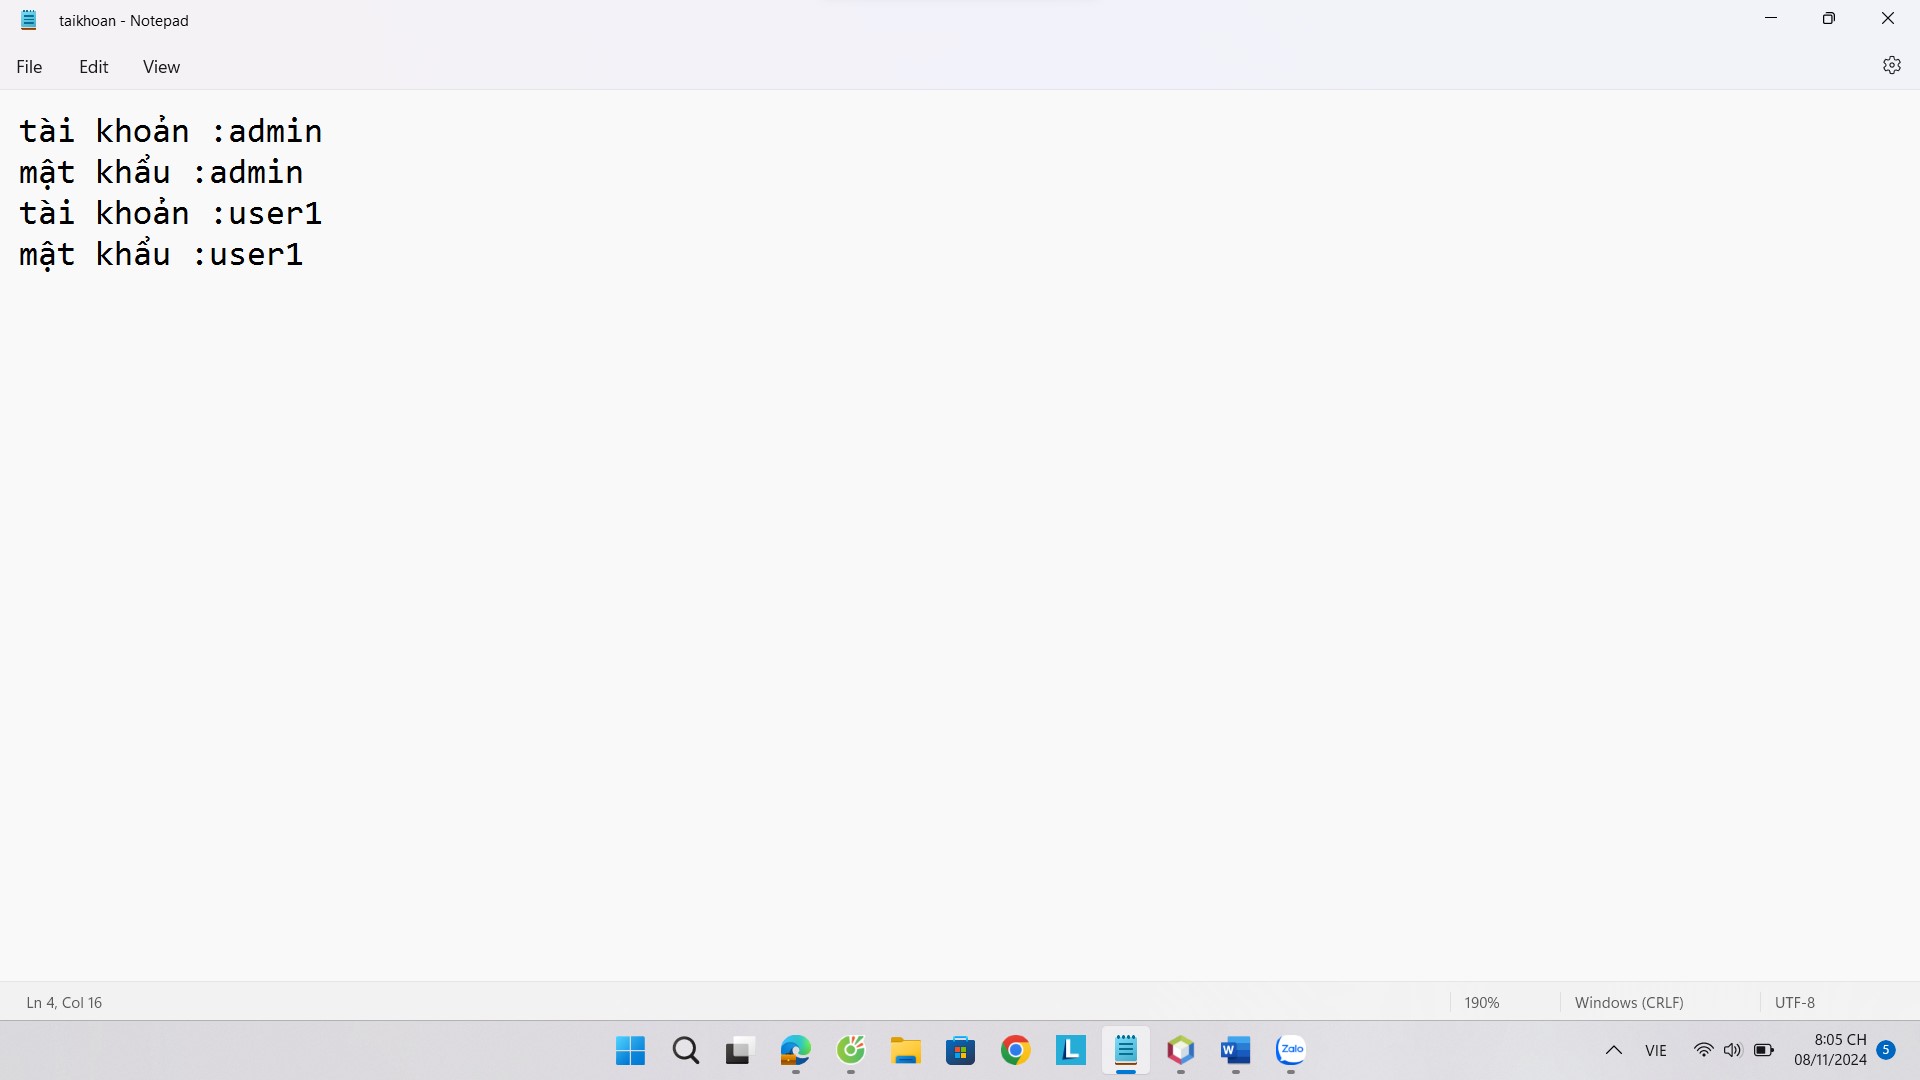 taikhoan - Notepad
File Edit View
tài khoản :admin
mật khẩu :admin
tài khoản :user1
mật khẩu :user1
Ln 4, Col 16 190% Windows (CRLF) UTF-8
L W Zalo VIE 8:05 CH 5
08/11/2024